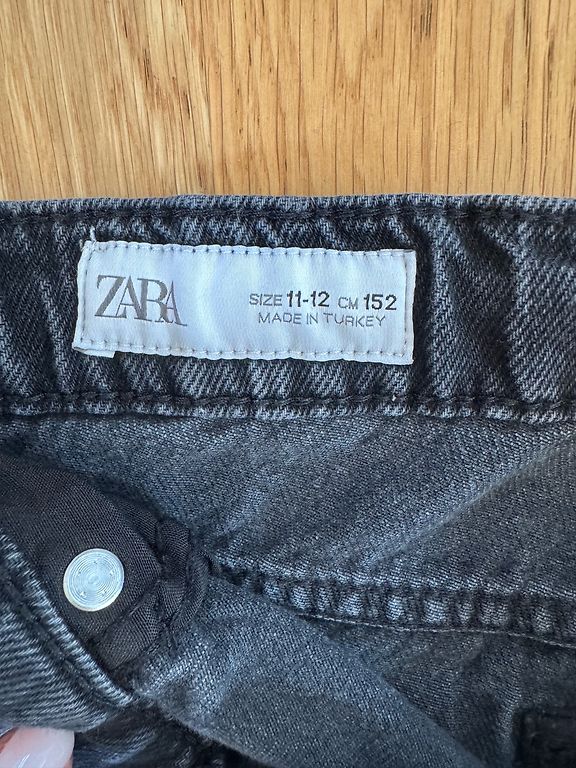 ZARA
SIZE 11-12 CM 152
MADE IN TURKEY